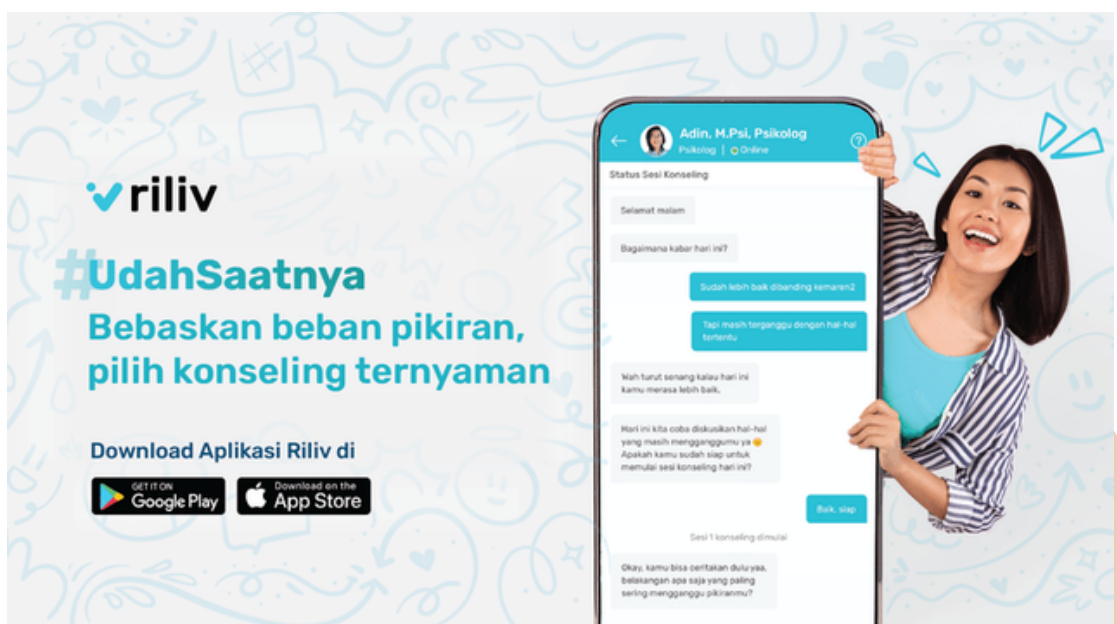 riliv
#UdahSaatnya
Bebaskan beban pikiran,
pilih konseling ternyaman
Download Aplikasi Riliv di
GET IT ON
Google Play
Download on the
App Store
Adin, M.Psi, Psikolog
Psikolog | Online
?
Status Sesi Konseling
Selamat malam
Bagaimana kabar hari ini?
Sudah lebih baik dibanding kemaren2
Tapi masih terganggu dengan hal-hal
tertentu
Wah turut senang kalau hari ini
kamu merasa lebih baik.
Hari ini kita coba diskusikan hal-hal
yang masih mengganggumu ya 😊
Apakah kamu sudah siap untuk
memulai sesi konseling hari ini?
Baik, siap
Sesi 1 konseling dimulai
Okay, kamu bisa ceritakan dulu yaa,
belakangan apa saja yang paling
sering mengganggu pikiranmu?